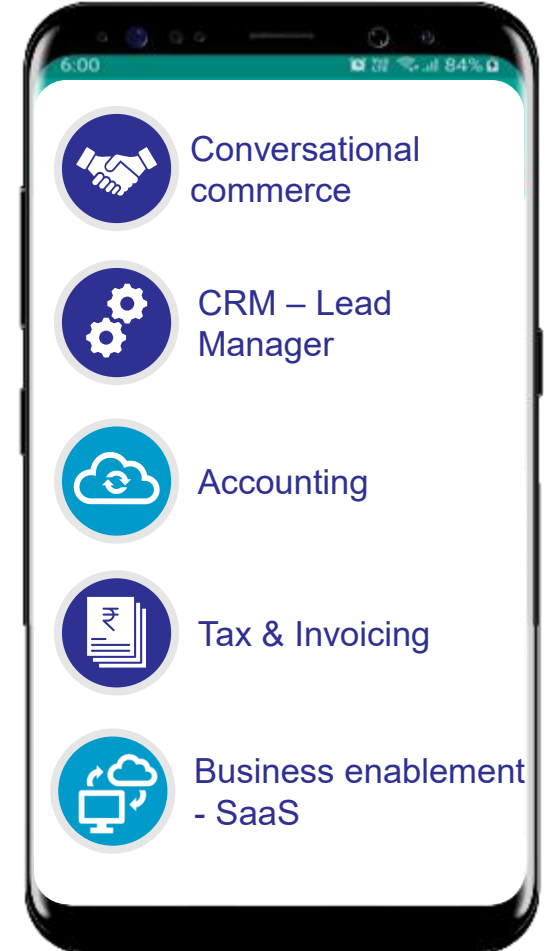 6:00
84%
Conversational
commerce
CRM – Lead
Manager
Accounting
₹
Tax & Invoicing
Business enablement
- SaaS